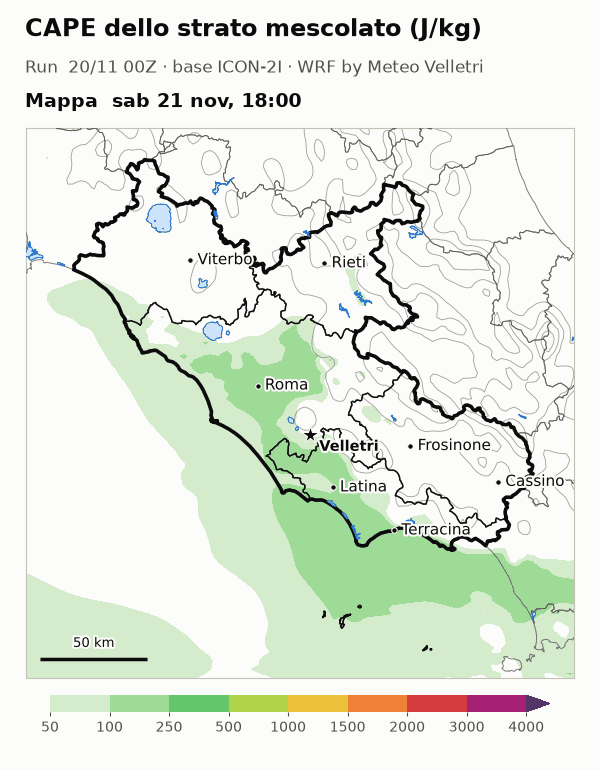 CAPE dello strato mescolato (J/kg)
Run  20/11 00Z · base ICON-2I · WRF by Meteo Velletri
Mappa  sab 21 nov, 18:00
Viterbo
Rieti
Roma
Velletri
Frosinone
Latina
Cassino
Terracina
50 km
50 100 250 500 1000 1500 2000 3000 4000